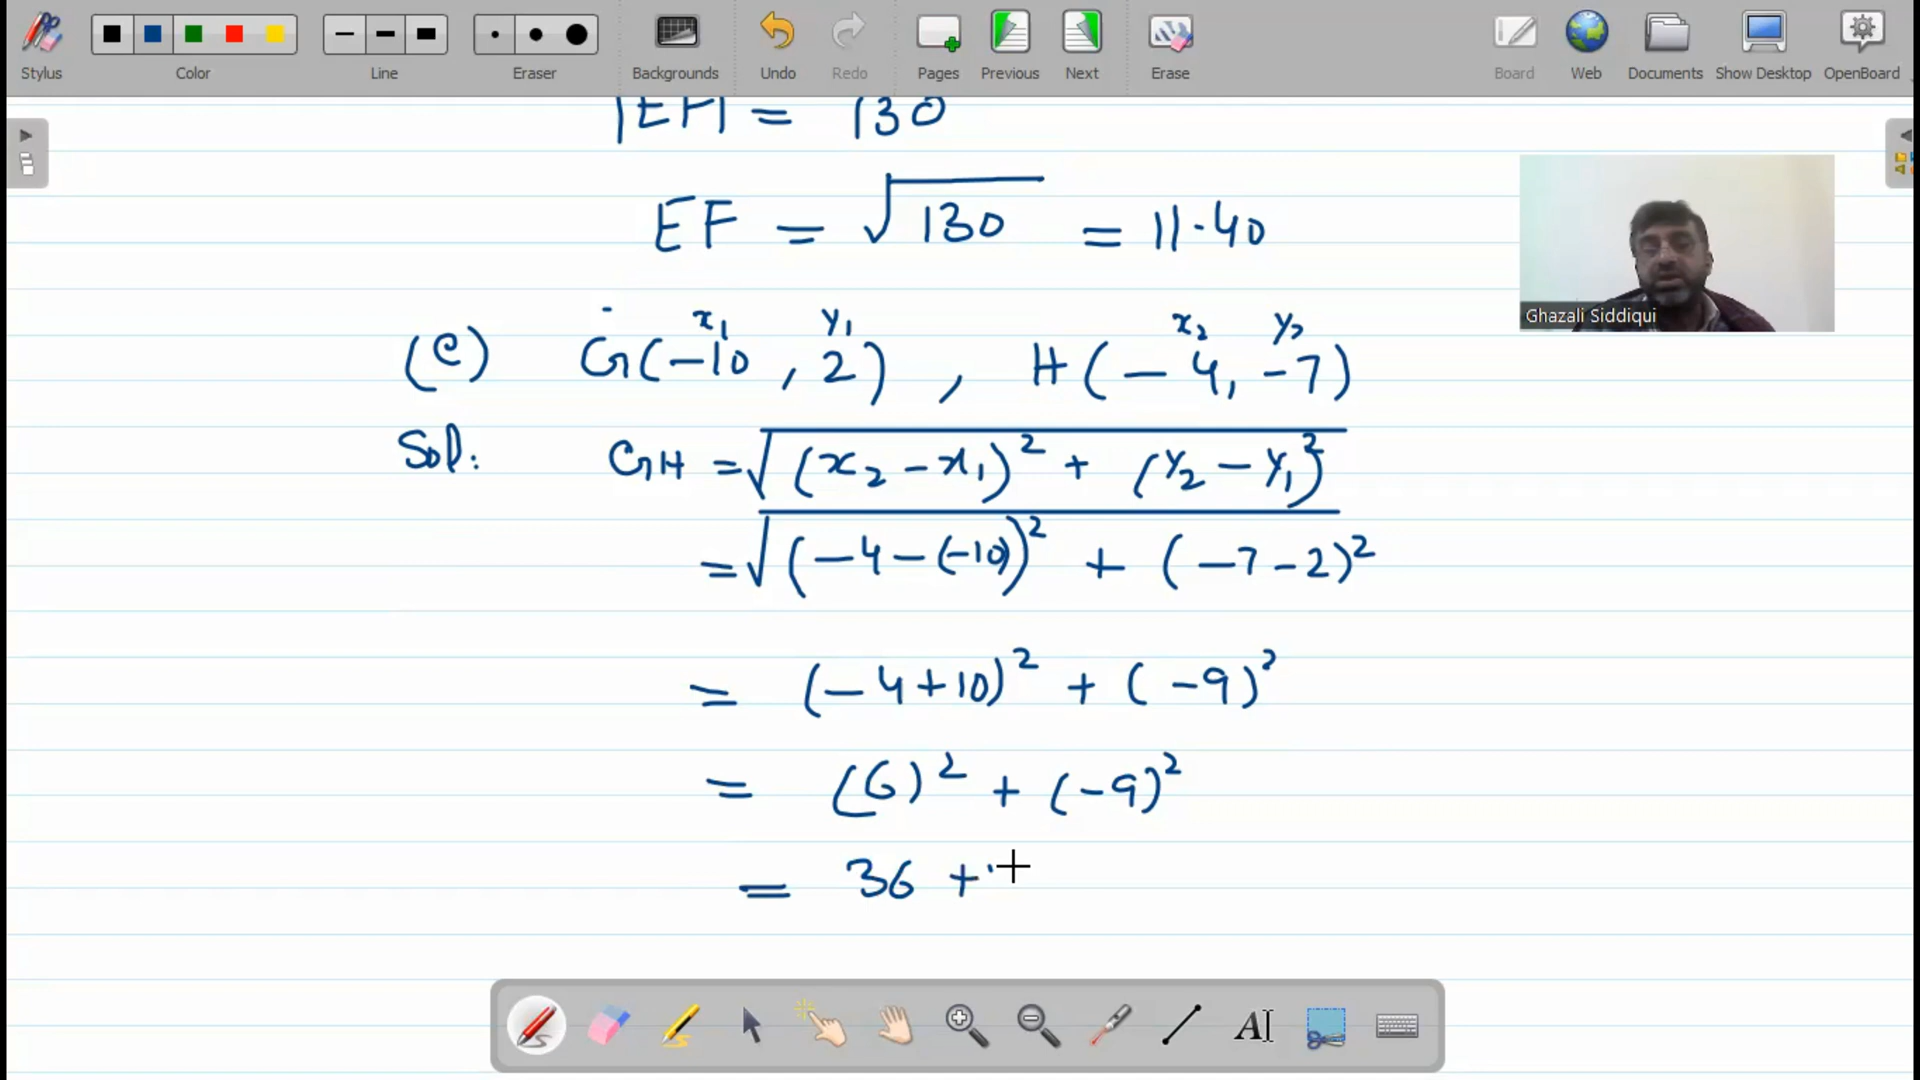 Stylus
Color
Line
Eraser
Backgrounds
Undo
Redo
Pages
Previous
Next
Erase
Board
Web
Documents
Show Desktop
OpenBoard
= 130
EF = √130 = 11.40
x₁ y₁ x₂ y₂
(C) G(-10, 2), H(-4, -7)
Sol: GH = √(x₂ - x₁)² + (y₂ - y₁)²
= √(-4-(-10))² + (-7-2)²
= (-4+10)² + (-9)²
= (6)² + (-9)²
= 36 +
Ghazali Siddiqui
A